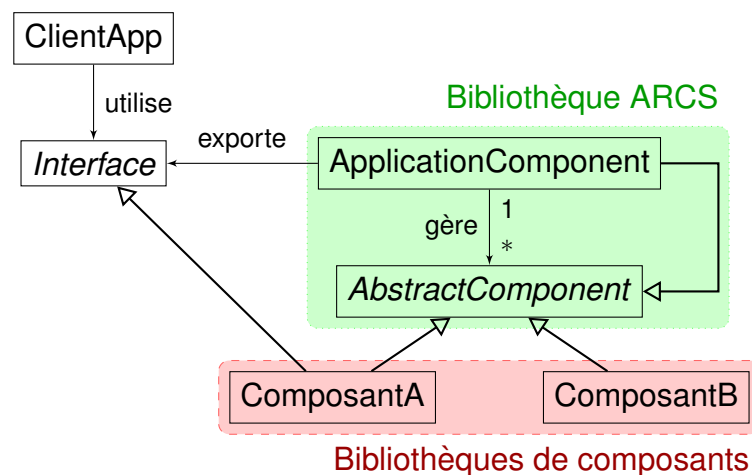 ClientApp
utilise
Bibliothèque ARCS
Interface
exporte
ApplicationComponent
gère
1
*
AbstractComponent
ComposantA
ComposantB
Bibliothèques de composants